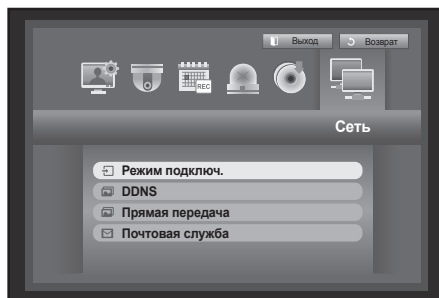 Выход
Возврат
REC
Сеть
Режим подключ.
DDNS
Прямая передача
Почтовая служба